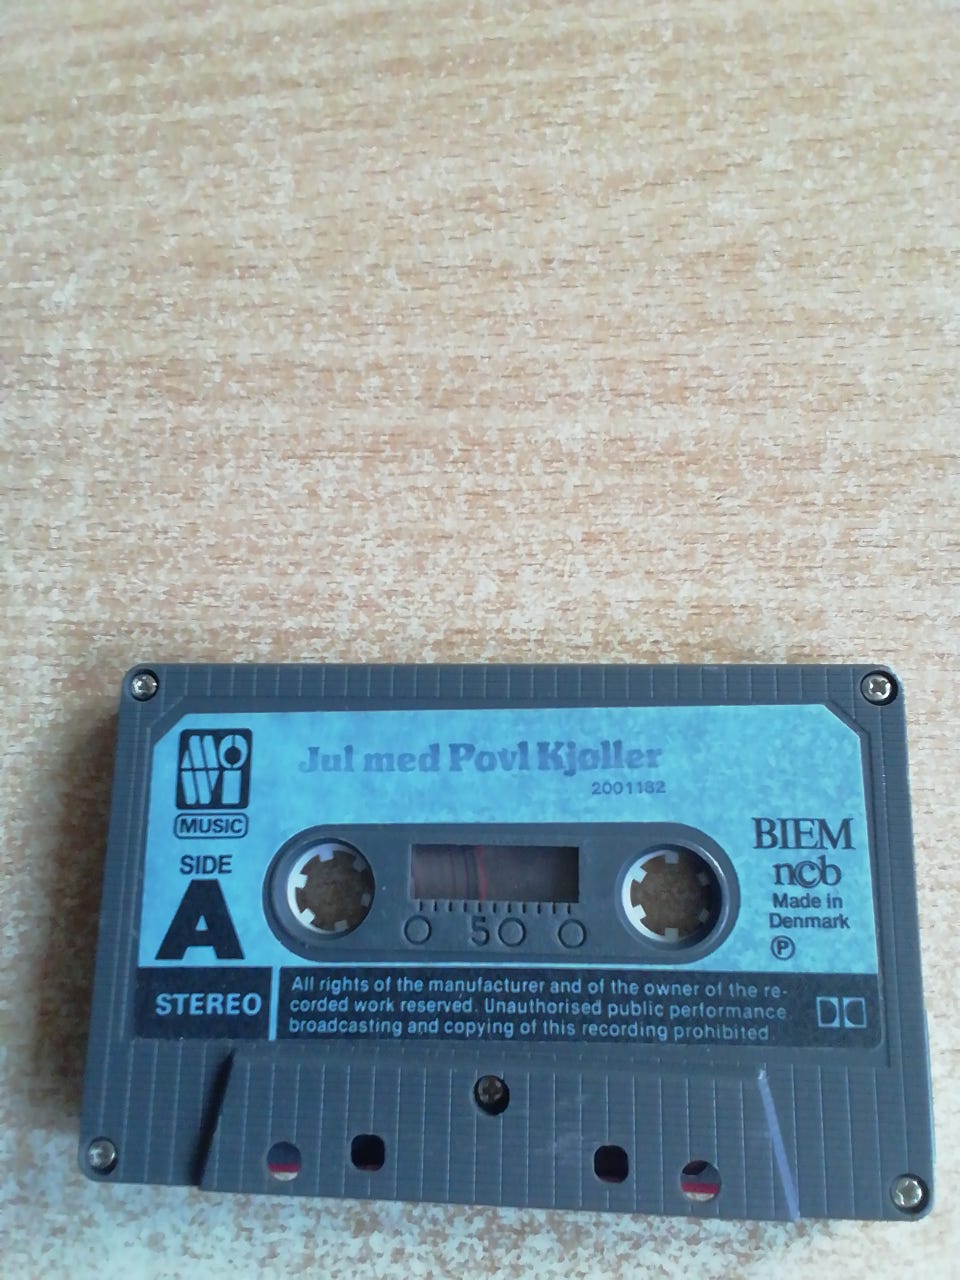 MOWI
MUSIC
Jul med Povl Kjøller
2001182
SIDE
A
BIEM
ncb
Made in
Denmark
Ⓟ
50
STEREO
All rights of the manufacturer and of the owner of the re-
corded work reserved. Unauthorised public performance.
broadcasting and copying of this recording prohibited.